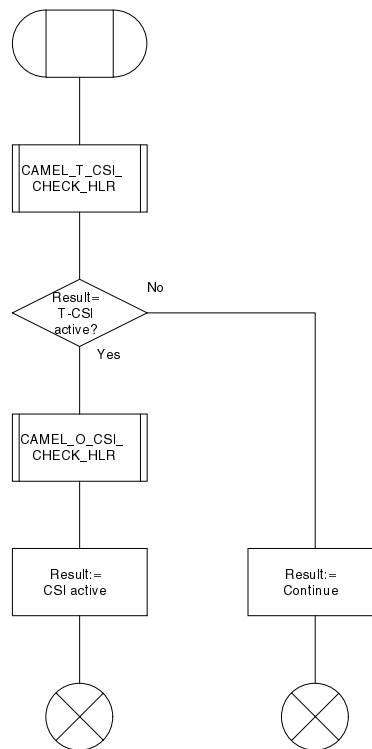 CAMEL_T_CSI_
CHECK_HLR
No
Result=
T-CSI
active?
Yes
CAMEL_O_CSI_
CHECK_HLR
Result:=
CSI active
Result:=
Continue